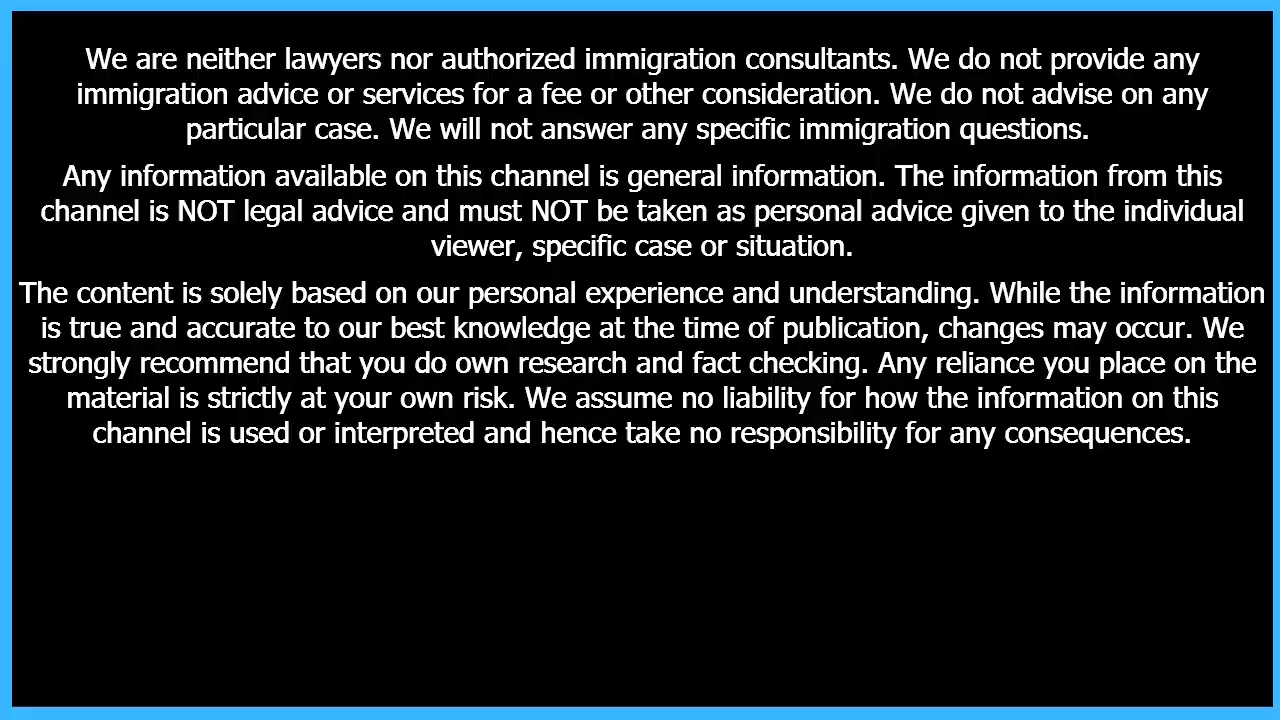 We are neither lawyers nor authorized immigration consultants. We do not provide any
immigration advice or services for a fee or other consideration. We do not advise on any
particular case. We will not answer any specific immigration questions.
Any information available on this channel is general information. The information from this
channel is NOT legal advice and must NOT be taken as personal advice given to the individual
viewer, specific case or situation.
The content is solely based on our personal experience and understanding. While the information
is true and accurate to our best knowledge at the time of publication, changes may occur. We
strongly recommend that you do own research and fact checking. Any reliance you place on the
material is strictly at your own risk. We assume no liability for how the information on this
channel is used or interpreted and hence take no responsibility for any consequences.